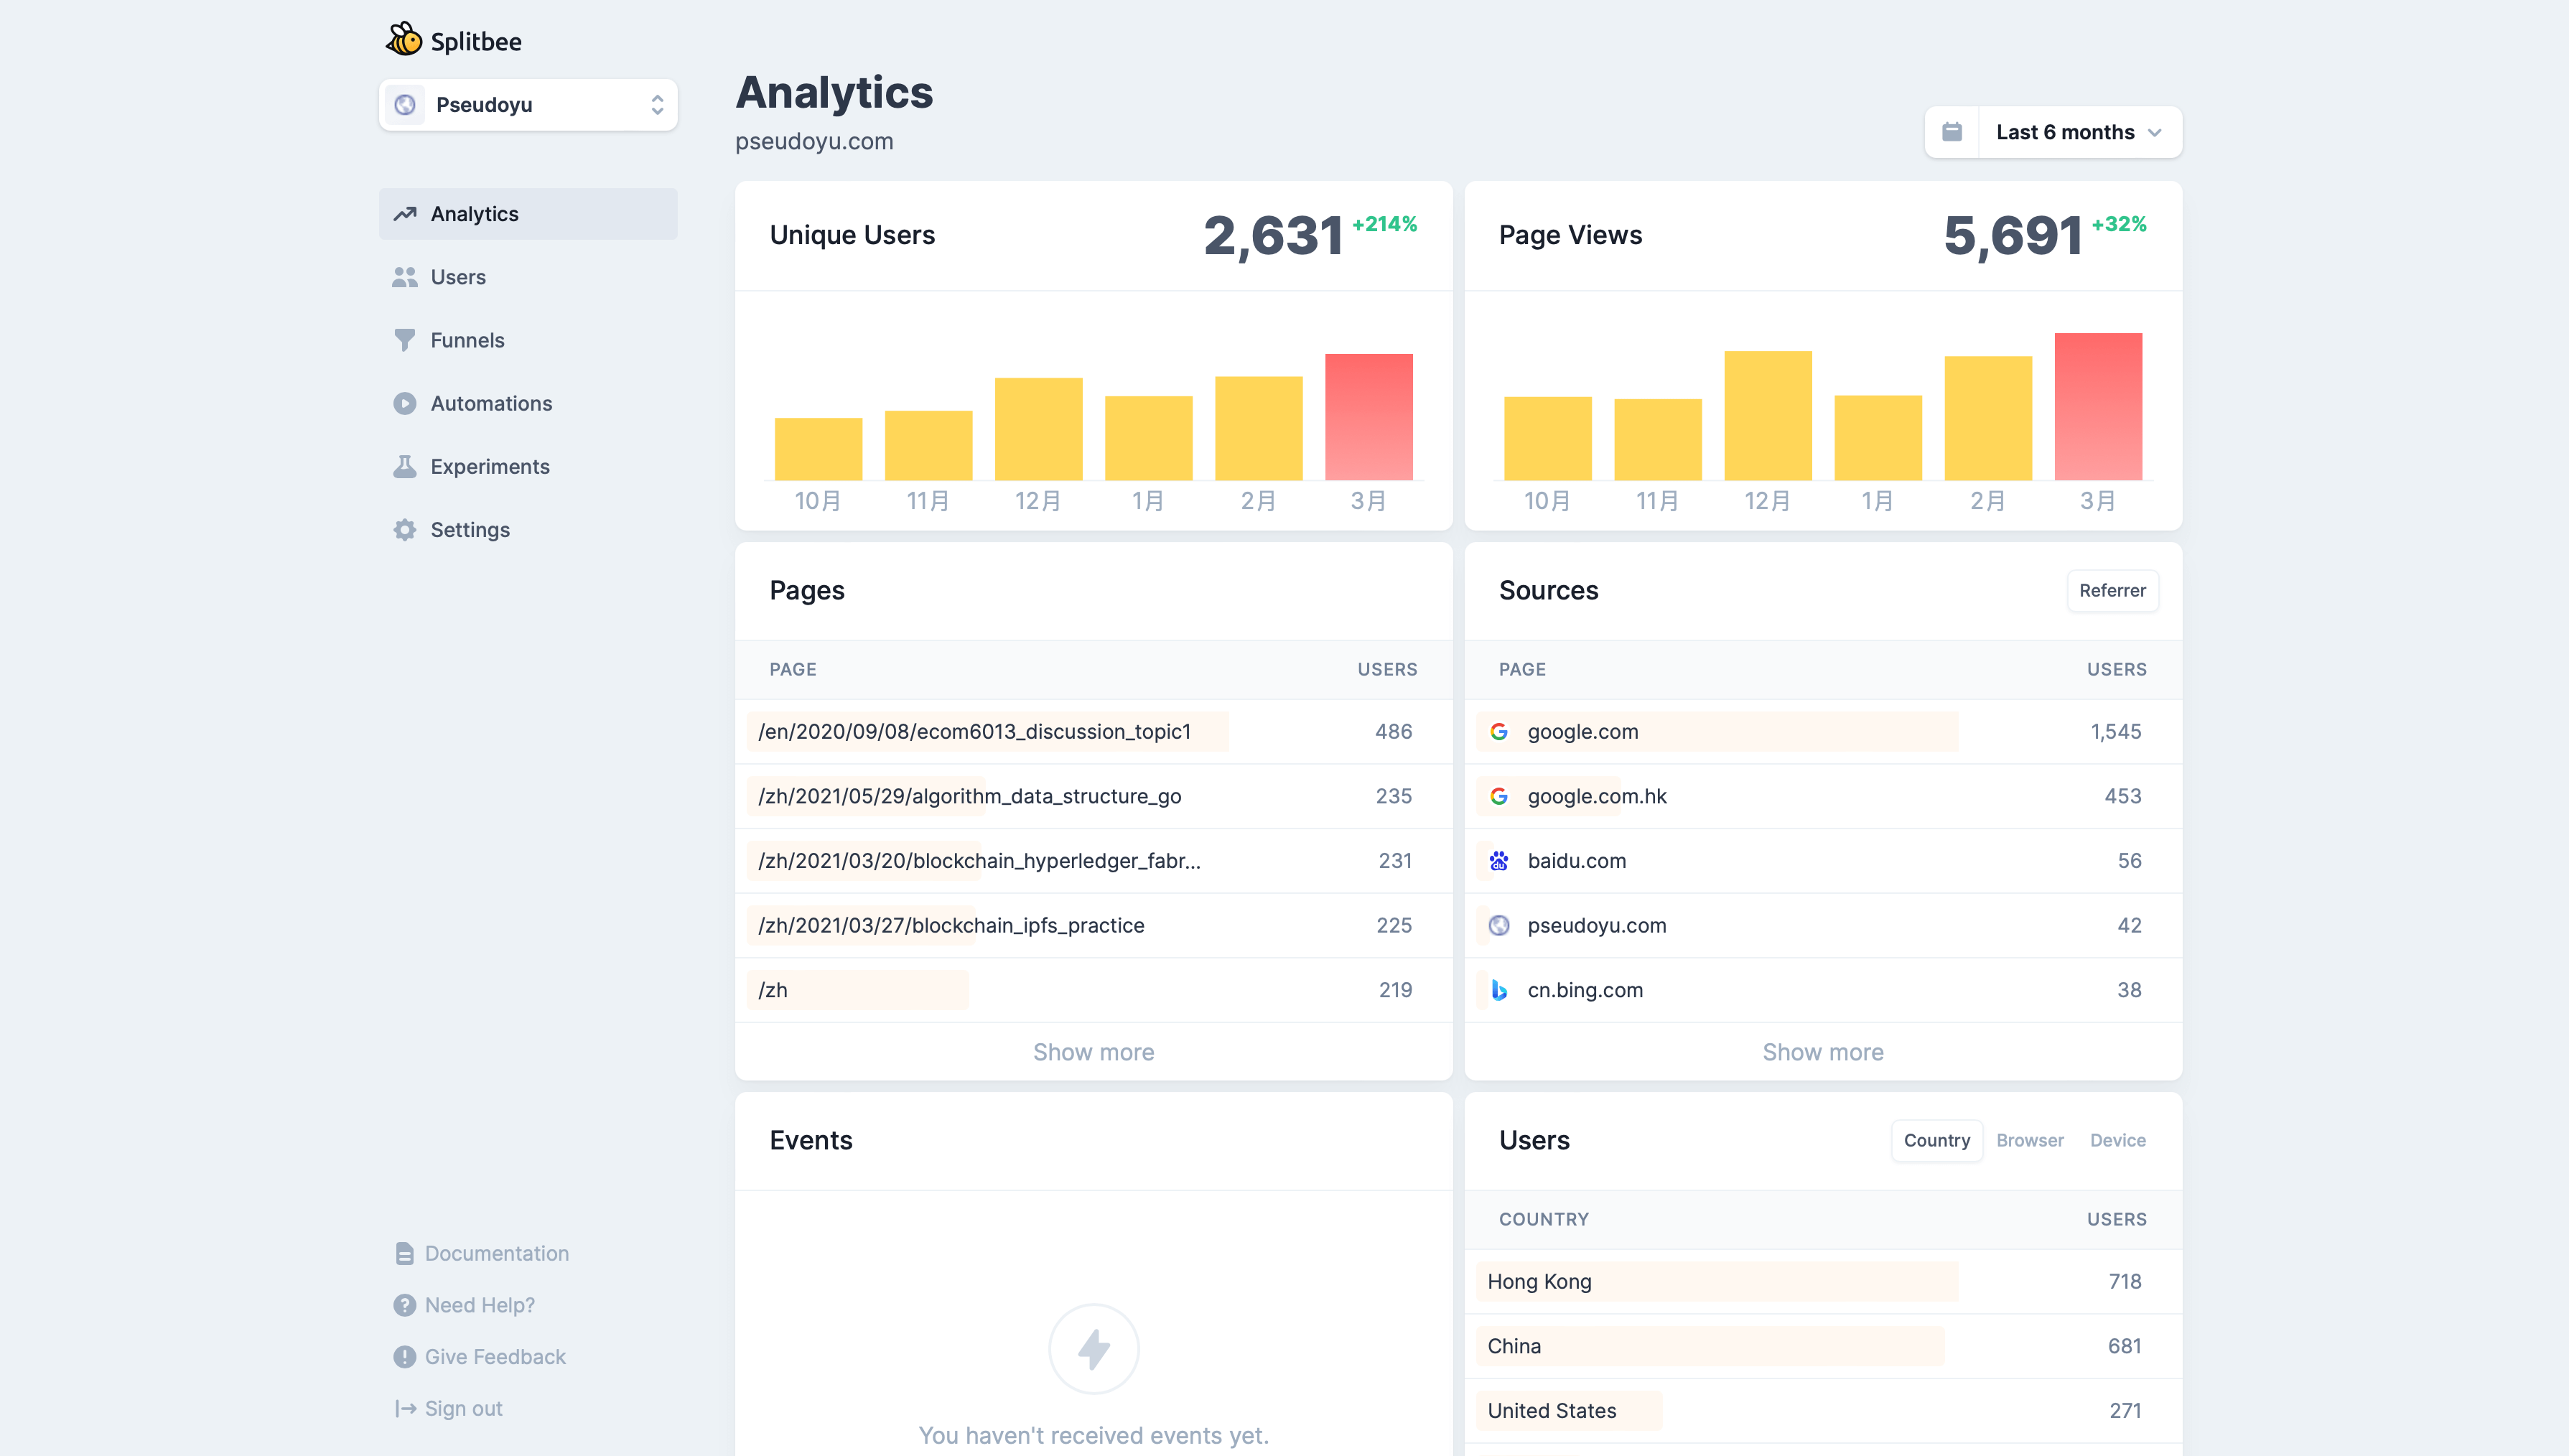 Splitbee
Pseudoyu
Analytics
Users
Funnels
Automations
Experiments
Settings
Documentation
Need Help?
Give Feedback
Sign out
Analytics
pseudoyu.com
Last 6 months
Unique Users 2,631 +214%
10月 11月 12月 1月 2月 3月
Page Views 5,691 +32%
10月 11月 12月 1月 2月 3月
Pages
PAGE USERS
/en/2020/09/08/ecom6013_discussion_topic1 486
/zh/2021/05/29/algorithm_data_structure_go 235
/zh/2021/03/20/blockchain_hyperledger_fabr... 231
/zh/2021/03/27/blockchain_ipfs_practice 225
/zh 219
Show more
Sources Referrer
PAGE USERS
google.com 1,545
google.com.hk 453
baidu.com 56
pseudoyu.com 42
cn.bing.com 38
Show more
Events
You haven't received events yet.
Users Country Browser Device
COUNTRY USERS
Hong Kong 718
China 681
United States 271